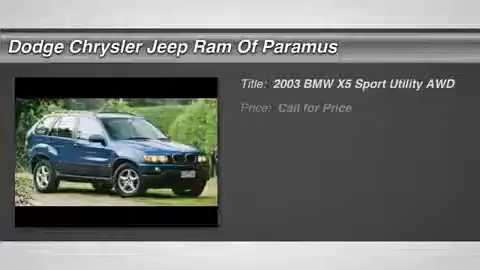 Dodge Chrysler Jeep Ram Of Paramus
Title: 2003 BMW X5 Sport Utility AWD
Price: Call for Price